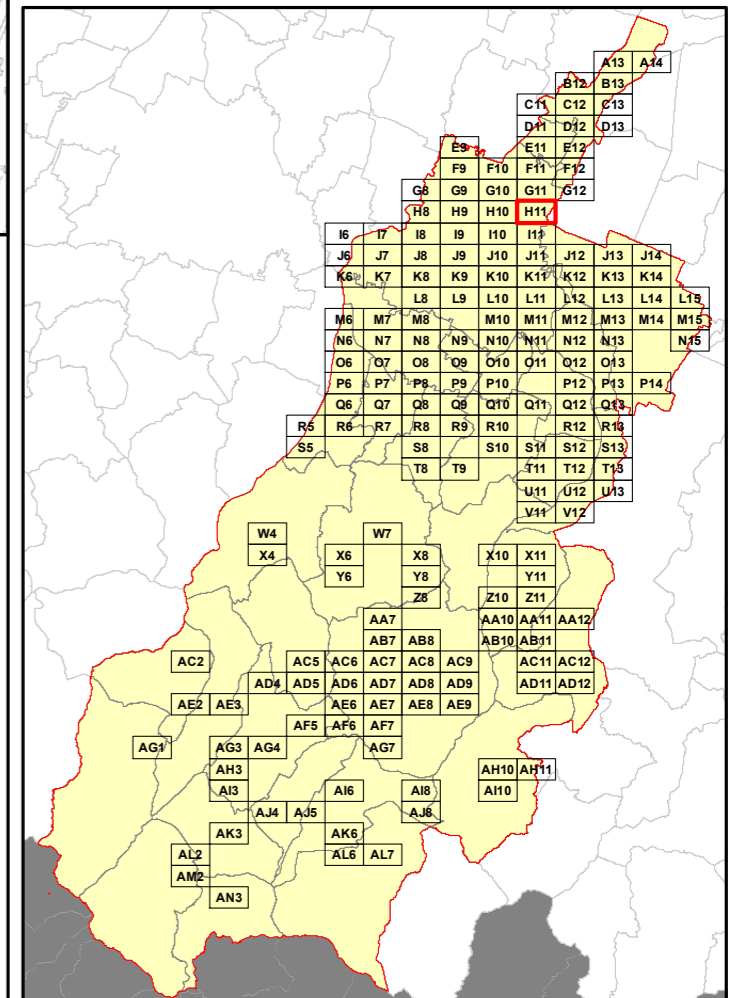 A13 A14
B12 B13
C11 C12 C13
D11 D12 D13
E9 E11 E12
F9 F10 F11 F12
G8 G9 G10 G11 G12
H8 H9 H10 H11
I6 I7 I8 I9 I10 I11
J6 J7 J8 J9 J10 J11 J12 J13 J14
K6 K7 K8 K9 K10 K11 K12 K13 K14
L8 L9 L10 L11 L12 L13 L14 L15
M6 M7 M8 M10 M11 M12 M13 M14 M15
N6 N7 N8 N9 N10 N11 N12 N13 N15
O6 O7 O8 O9 O10 O11 O12 O13
P6 P7 P8 P9 P10 P12 P13 P14
Q6 Q7 Q8 Q9 Q10 Q11 Q12 Q13
R5 R6 R7 R8 R9 R10 R12 R13
S5 S8 S10 S11 S12 S13
T8 T9 T11 T12 T13
U11 U12 U13
V11 V12
W4 W7
X4 X6 X8 X10 X11
Y6 Y8 Y11
Z8 Z10 Z11
AA7 AA10 AA11 AA12
AB7 AB8 AB10 AB11
AC2 AC5 AC6 AC7 AC8 AC9 AC11 AC12
AD4 AD5 AD6 AD7 AD8 AD9 AD11 AD12
AE2 AE3 AE6 AE7 AE8 AE9
AF5 AF6 AF7
AG1 AG3 AG4 AG7
AH3 AH10 AH11
AI3 AI6 AI8 AI10
AJ4 AJ5 AJ8
AK3 AK6
AL2 AL6 AL7
AM2
AN3